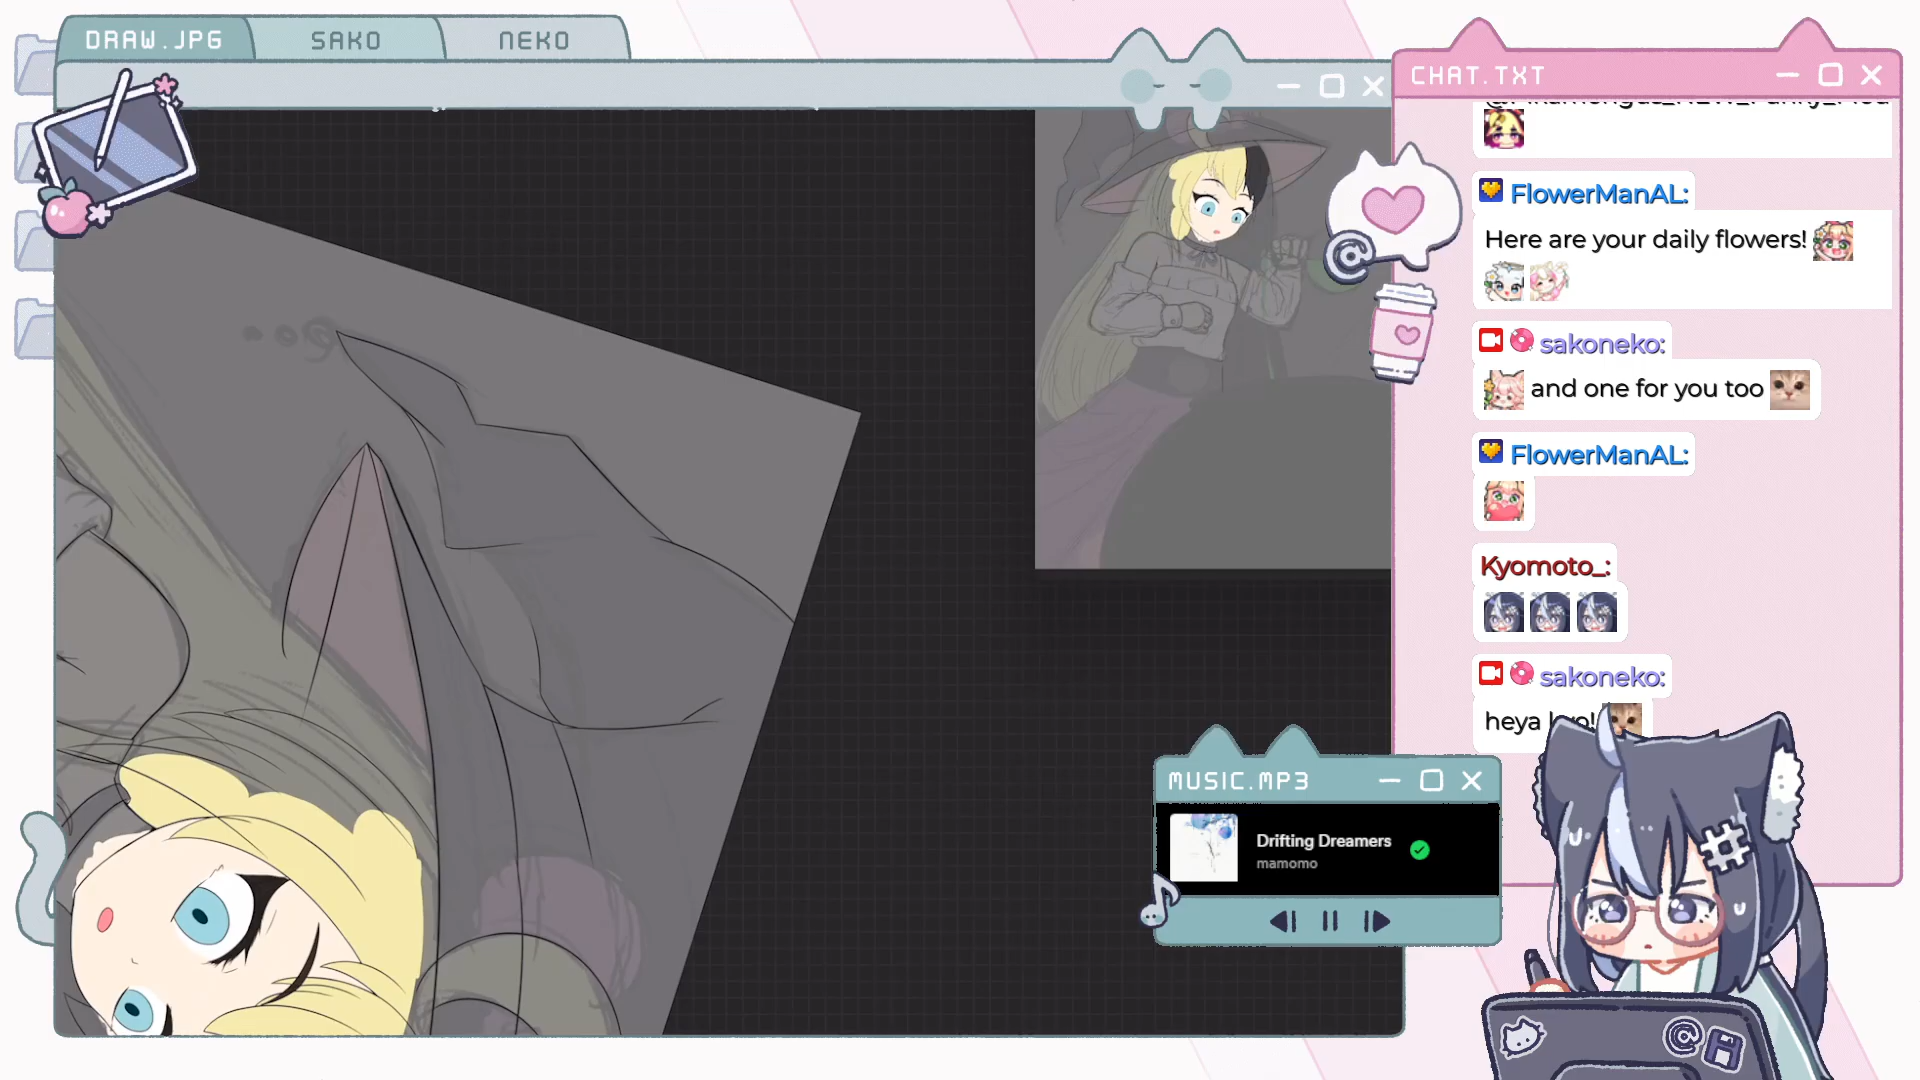 DRAW.JPG
SAKO
NEKO
CHAT.TXT
FlowerManAL:
Here are your daily flowers!
sakoneko:
and one for you too
FlowerManAL:
Kyomoto_:
sakoneko:
heya
MUSIC.MP3
Drifting Dreamers
mamomo